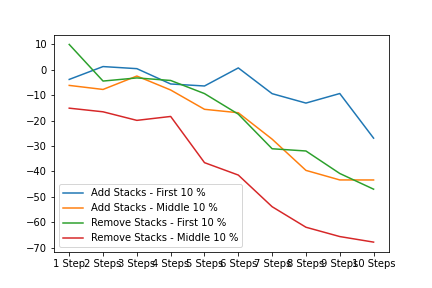 10
0
−10
−20
−30
−40
−50
−60
−70
Add Stacks - First 10 %
Add Stacks - Middle 10 %
Remove Stacks - First 10 %
Remove Stacks - Middle 10 %
1 Step 2 Steps 3 Steps 4 Steps 5 Steps 6 Steps 7 Steps 8 Steps 9 Steps 10 Steps